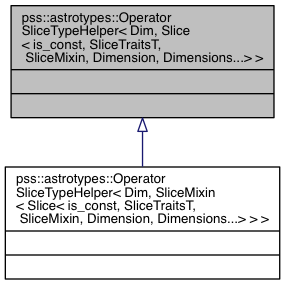 pss::astrotypes::Operator
SliceTypeHelper< Dim, Slice
< is_const, SliceTraitsT,
SliceMixin, Dimension, Dimensions...> >
pss::astrotypes::Operator
SliceTypeHelper< Dim, SliceMixin
< Slice< is_const, SliceTraitsT,
SliceMixin, Dimension, Dimensions...> > >